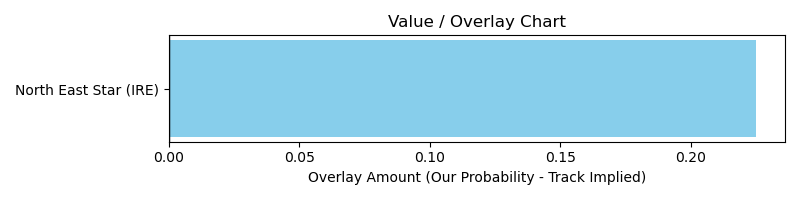 Value / Overlay Chart
North East Star (IRE)
0.00 0.05 0.10 0.15 0.20
Overlay Amount (Our Probability - Track Implied)